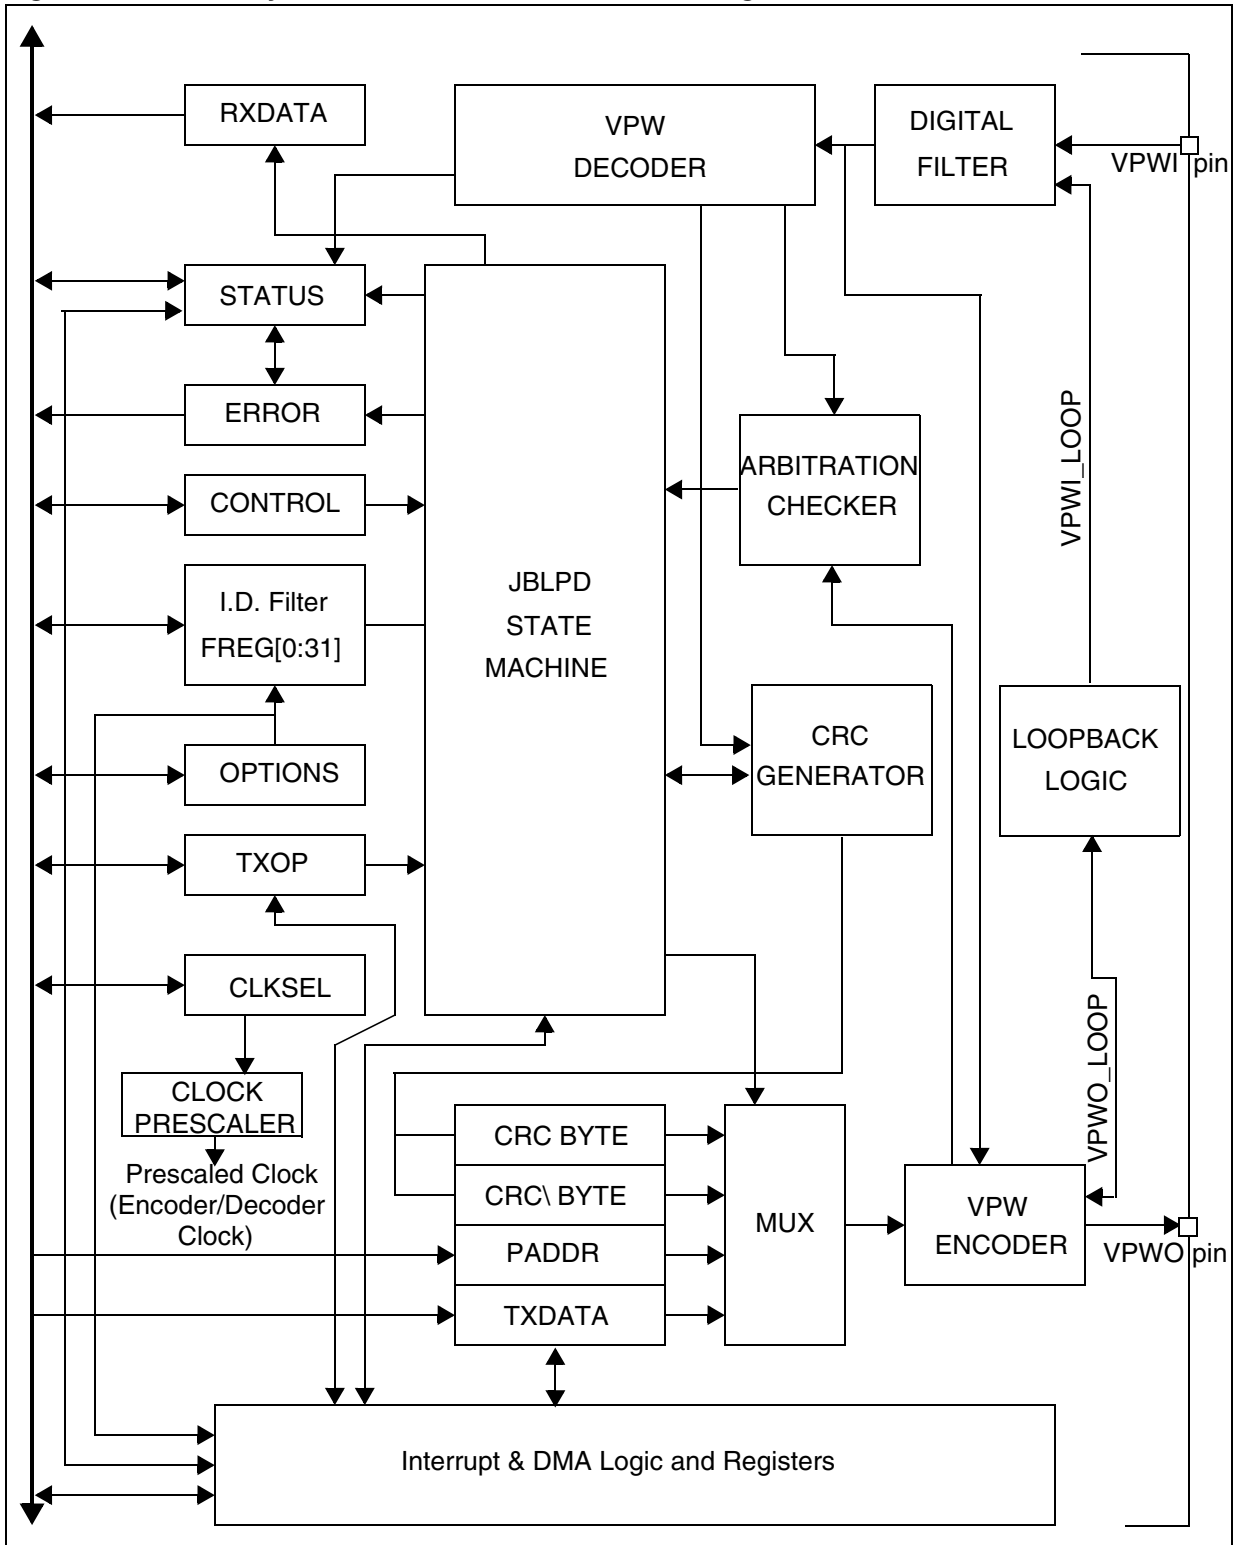 RXDATA
VPW
DECODER
DIGITAL
FILTER
VPWI pin
STATUS
ERROR
CONTROL
I.D. Filter
FREG[0:31]
OPTIONS
TXOP
CLKSEL
CLOCK
PRESCALER
Prescaled Clock
(Encoder/Decoder
Clock)
JBLPD
STATE
MACHINE
ARBITRATION
CHECKER
VPWI_LOOP
CRC
GENERATOR
LOOPBACK
LOGIC
VPWO_LOOP
CRC BYTE
CRC\ BYTE
PADDR
TXDATA
MUX
VPW
ENCODER
VPWO pin
Interrupt & DMA Logic and Registers